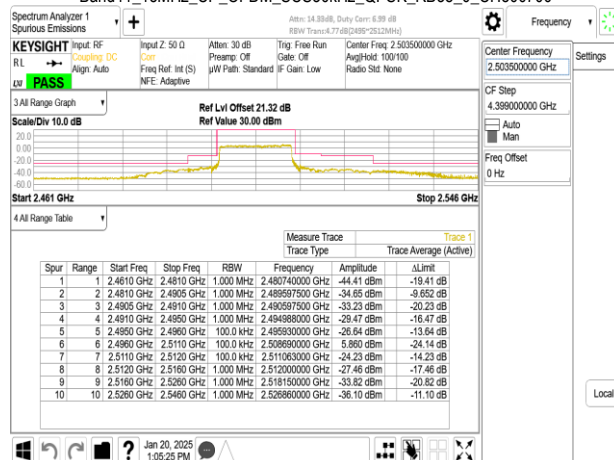 Spectrum Analyzer 1
Spurious Emissions
Attn: 14.33dB, Duty Corr: 6.99 dB
RBW Trans4.77dB(2495~2512MHz)
Frequency
KEYSIGHT
Input: RF
Coupling: DC
Align: Auto
Input Z: 50 Ω
Corr
Freq Ref: Int (S)
NFE: Adaptive
Atten: 30 dB
Preamp: Off
µW Path: Standard
Trig: Free Run
Gate: Off
IF Gain: Low
Center Freq: 2.503500000 GHz
Avg|Hold: 100/100
Radio Std: None
RL
LXI
PASS
Center Frequency
2.503500000 GHz
Settings
CF Step
4.399000000 GHz
Auto
Man
Freq Offset
0 Hz
3 All Range Graph
Scale/Div 10.0 dB
Ref Lvl Offset 21.32 dB
Ref Value 30.00 dBm
20.0
0.00
-20.0
-40.0
-60.0
Start 2.461 GHz
Stop 2.546 GHz
4 All Range Table
Measure Trace Trace 1
Trace Type Trace Average (Active)
Spur Range Start Freq Stop Freq RBW Frequency Amplitude ΔLimit
1 1 2.4610 GHz 2.4810 GHz 1.000 MHz 2.480740000 GHz -44.41 dBm -19.41 dB
2 2 2.4810 GHz 2.4905 GHz 1.000 MHz 2.489597500 GHz -34.65 dBm -9.652 dB
3 3 2.4905 GHz 2.4910 GHz 1.000 MHz 2.490597500 GHz -33.23 dBm -20.23 dB
4 4 2.4910 GHz 2.4950 GHz 1.000 MHz 2.494988000 GHz -29.47 dBm -16.47 dB
5 5 2.4950 GHz 2.4960 GHz 100.0 kHz 2.495930000 GHz -26.64 dBm -13.64 dB
6 6 2.4960 GHz 2.5110 GHz 100.0 kHz 2.508690000 GHz 5.860 dBm -24.14 dB
7 7 2.5110 GHz 2.5120 GHz 100.0 kHz 2.511063000 GHz -24.23 dBm -14.23 dB
8 8 2.5120 GHz 2.5160 GHz 1.000 MHz 2.512000000 GHz -27.46 dBm -17.46 dB
9 9 2.5160 GHz 2.5260 GHz 1.000 MHz 2.518150000 GHz -33.82 dBm -20.82 dB
10 10 2.5260 GHz 2.5460 GHz 1.000 MHz 2.526860000 GHz -36.10 dBm -11.10 dB
Local
Jan 20, 2025
1:05:25 PM